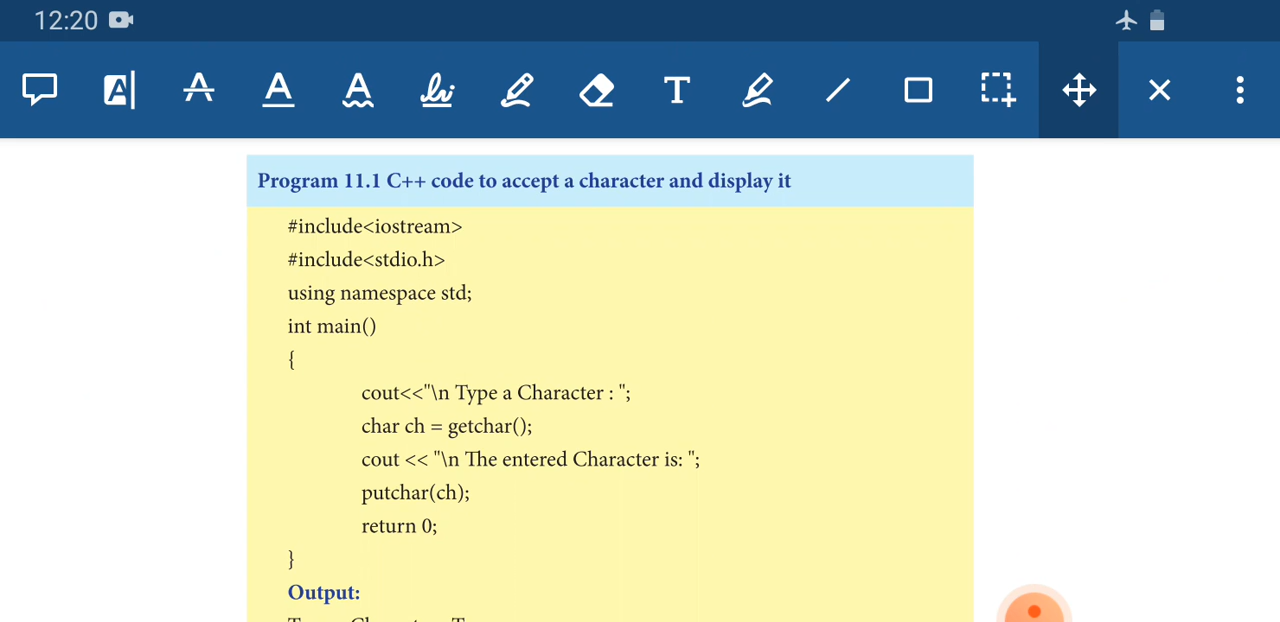 12:20
Program 11.1 C++ code to accept a character and display it
#include<iostream>
#include<stdio.h>
using namespace std;
int main()
{
cout<<"\n Type a Character : ";
char ch = getchar();
cout << "\n The entered Character is: ";
putchar(ch);
return 0;
}
Output: